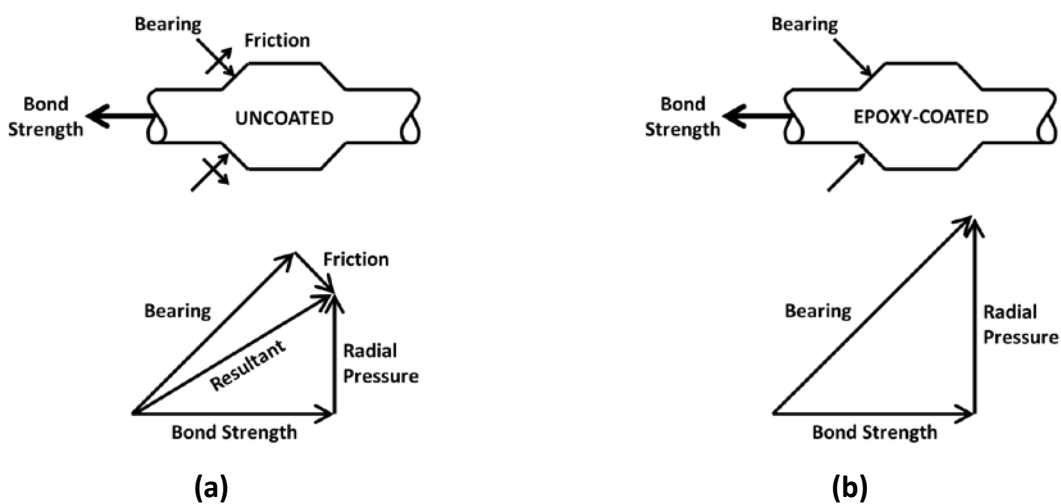 Bearing
Friction
Bond
Strength
UNCOATED
Bearing
Friction
Resultant
Radial
Pressure
Bond Strength
(a)
Bearing
Bond
Strength
EPOXY-COATED
Bearing
Radial
Pressure
Bond Strength
(b)